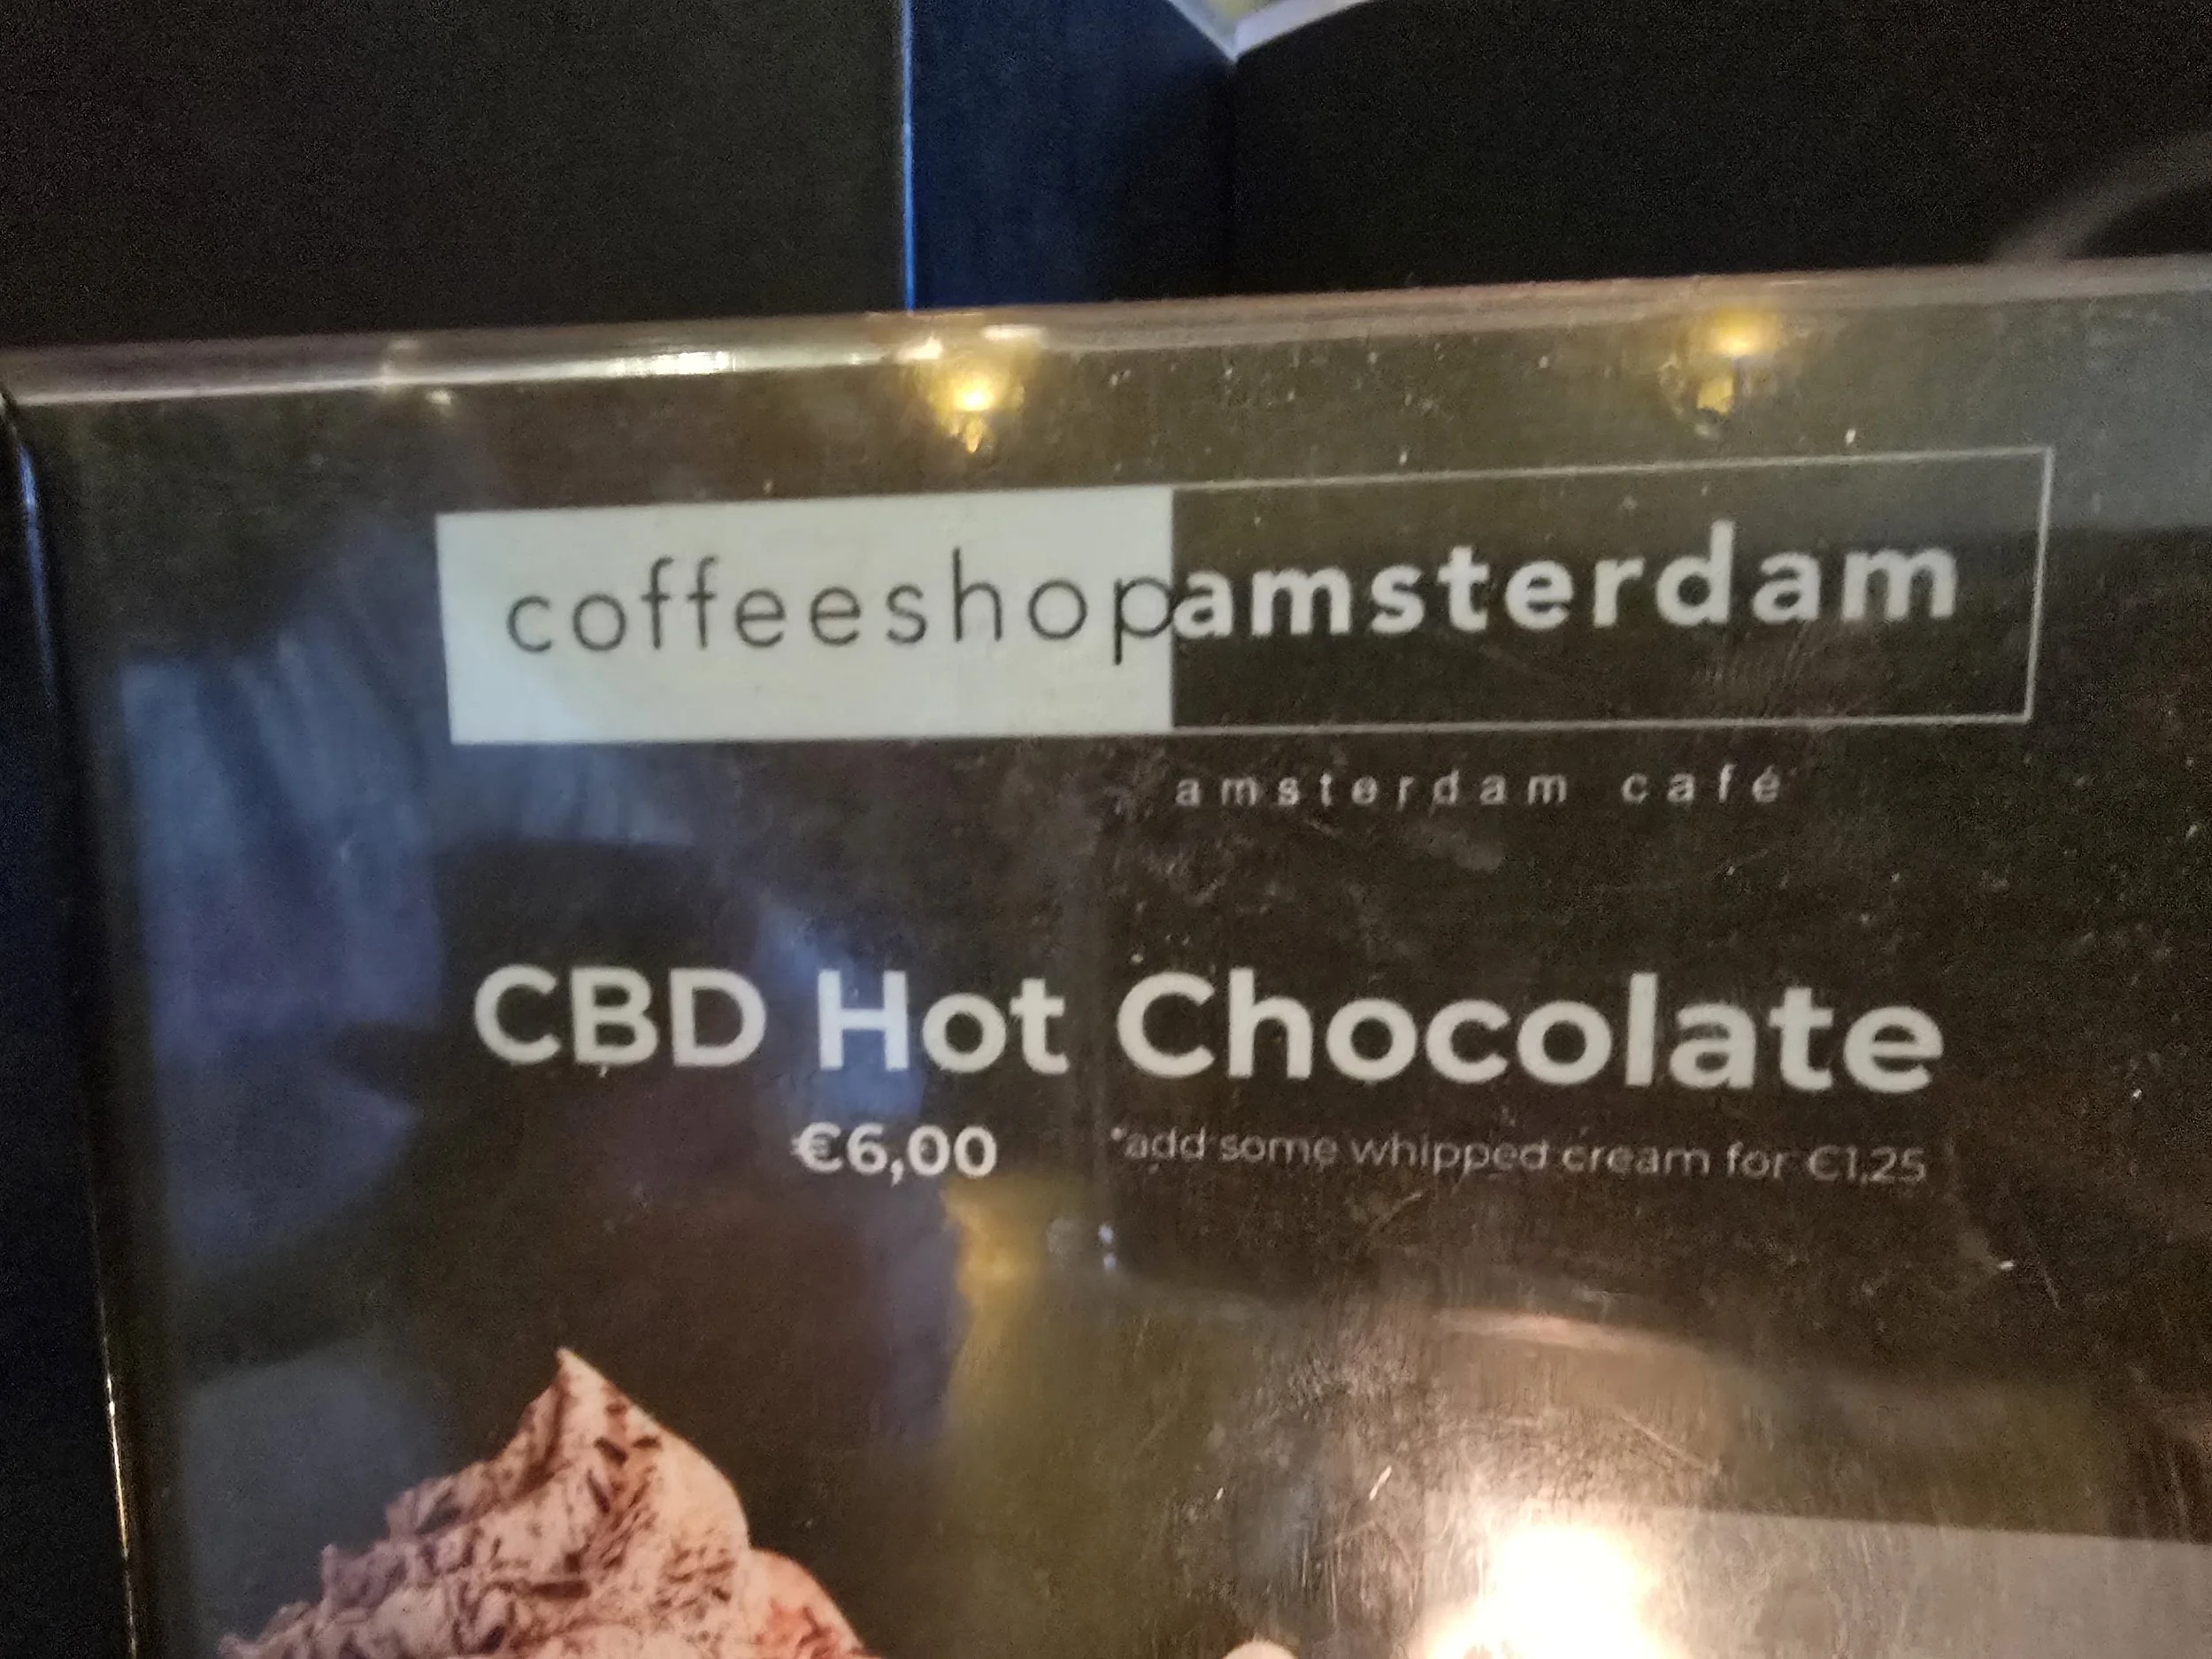 coffeeshopamsterdam
amsterdam café
CBD Hot Chocolate
€6,00 *add some whipped cream for €1,25